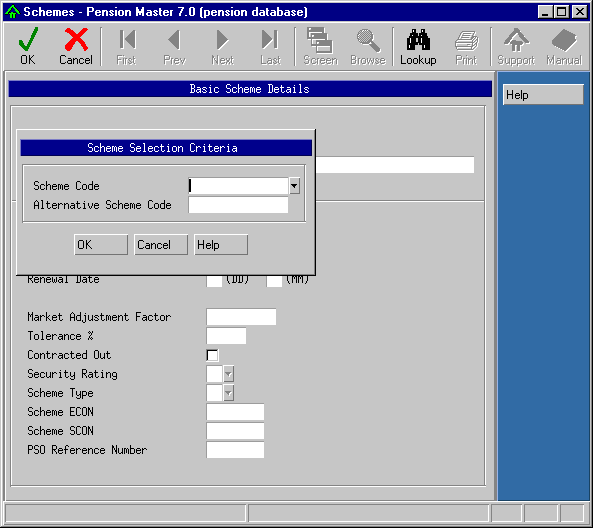 Schemes - Pension Master 7.0 (pension database)
OK Cancel First Prev Next Last Screen Browse Lookup Print Support Manual
Basic Scheme Details
Help
Scheme Selection Criteria
Scheme Code
Alternative Scheme Code
OK Cancel Help
Renewal Date (DD) (MM)
Market Adjustment Factor
Tolerance %
Contracted Out
Security Rating
Scheme Type
Scheme ECON
Scheme SCON
PSO Reference Number